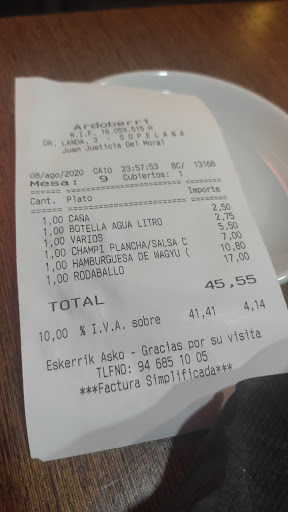 Ardoberri
N.I.F. 16.059.515 H
DR. LANDA, 3 - SOPELANA
Juan Justicia Del Moral
08/ago/2020 CA10 23:57:53 BC/ 13166
Mesa: 9 Cubiertos: 1
Cant. Plato Importe
1,00 CAÑA 2,50
1,00 BOTELLA AGUA LITRO 2,75
1,00 VARIOS 5,50
1,00 CHAMPI PLANCHA/SALSA C 7,00
1,00 HAMBURGUESA DE WAGYU ( 10,80
1,00 RODABALLO 17,00
TOTAL 45,55
10,00 % I.V.A. sobre 41,41 4,14
Eskerrik Asko - Gracias por su visita
TLFNO: 94 685 10 05
***Factura Simplificada***